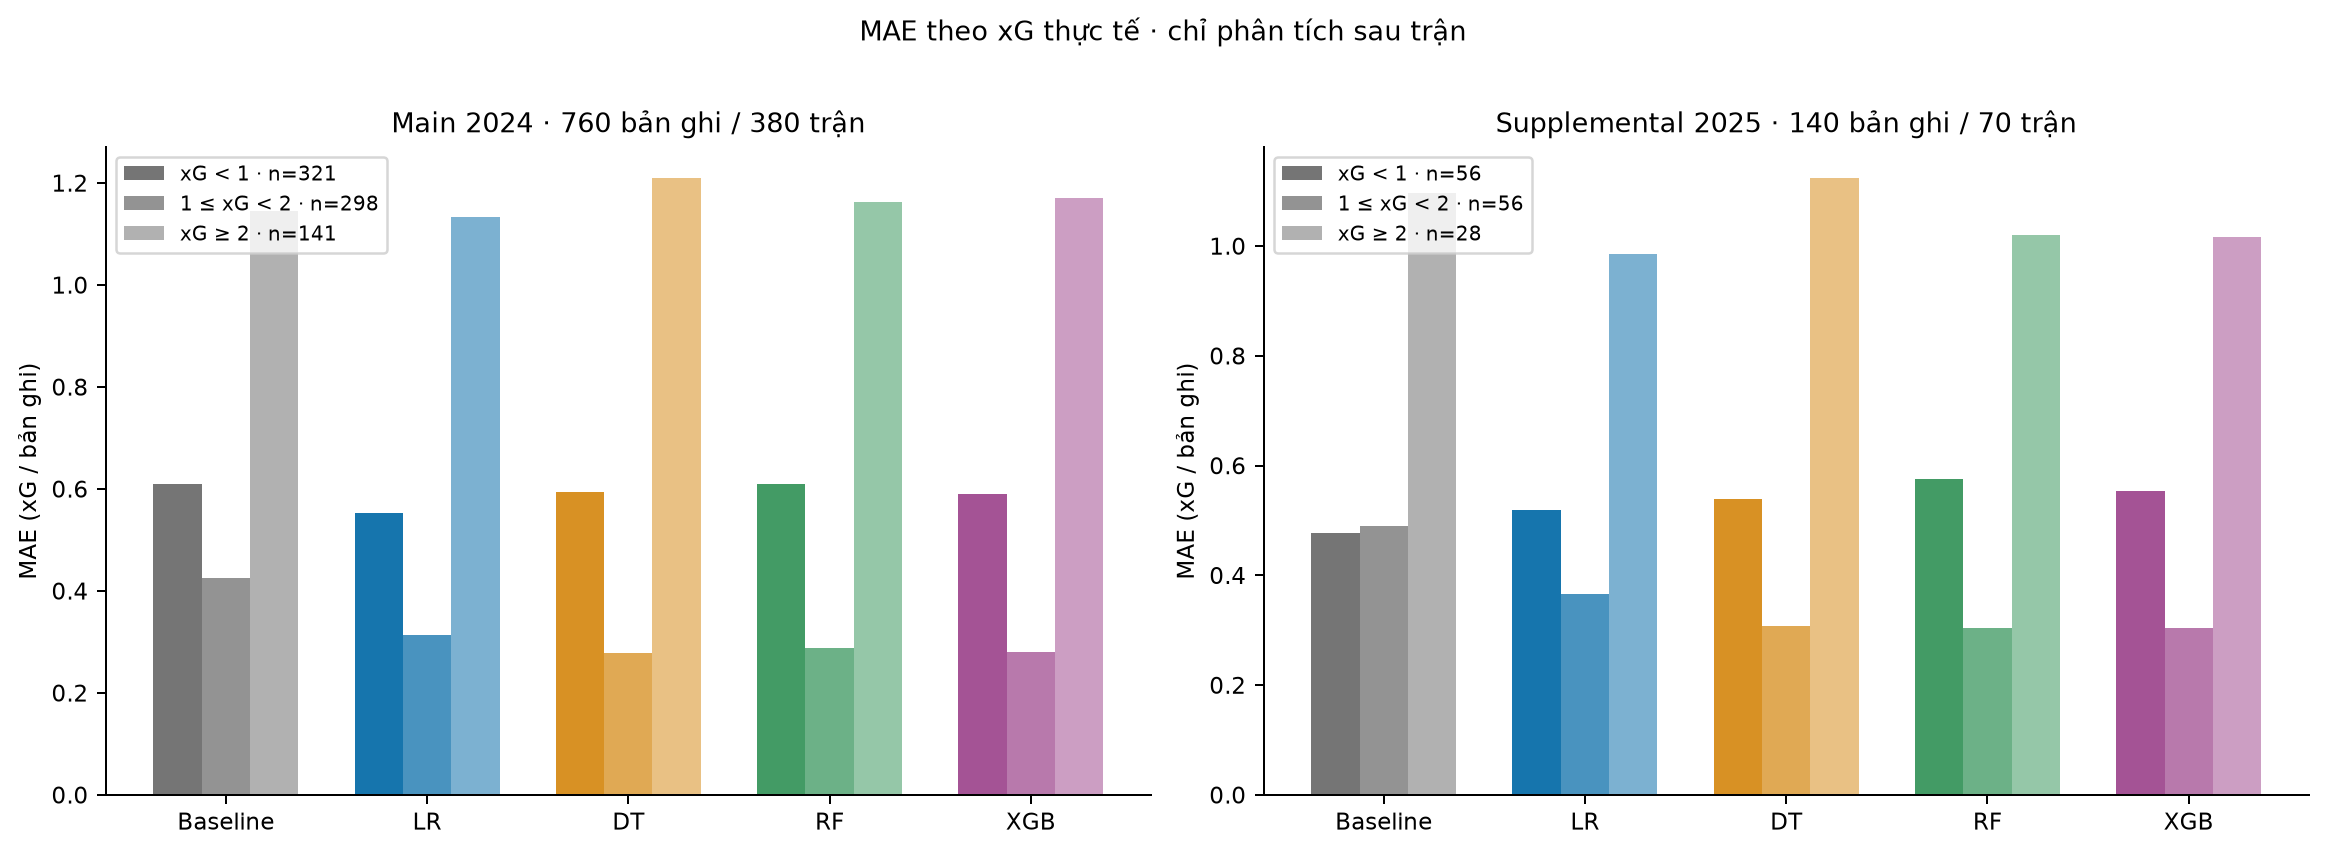 MAE theo xG thực tế · chỉ phân tích sau trận
Main 2024 · 760 bản ghi / 380 trận
xG < 1 · n=321
1 ≤ xG < 2 · n=298
xG ≥ 2 · n=141
MAE (xG / bản ghi)
1.2
1.0
0.8
0.6
0.4
0.2
0.0
Baseline LR DT RF XGB
Supplemental 2025 · 140 bản ghi / 70 trận
xG < 1 · n=56
1 ≤ xG < 2 · n=56
xG ≥ 2 · n=28
MAE (xG / bản ghi)
1.0
0.8
0.6
0.4
0.2
0.0
Baseline LR DT RF XGB